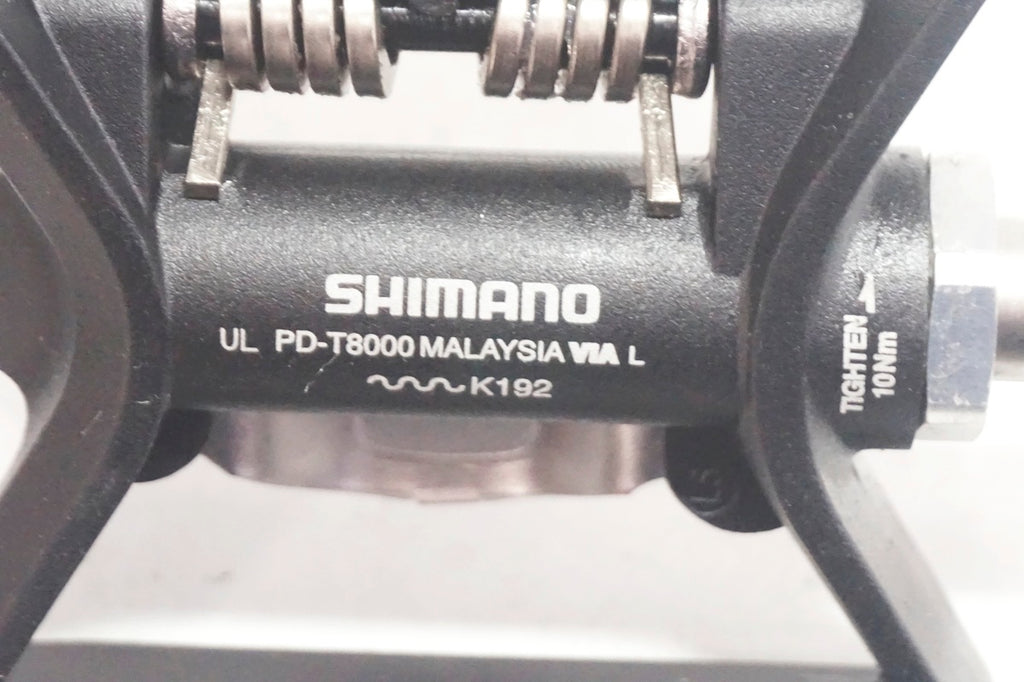 SHIMANO
UL PD-T8000 MALAYSIA VIA L
K192
TIGHTEN
10Nm